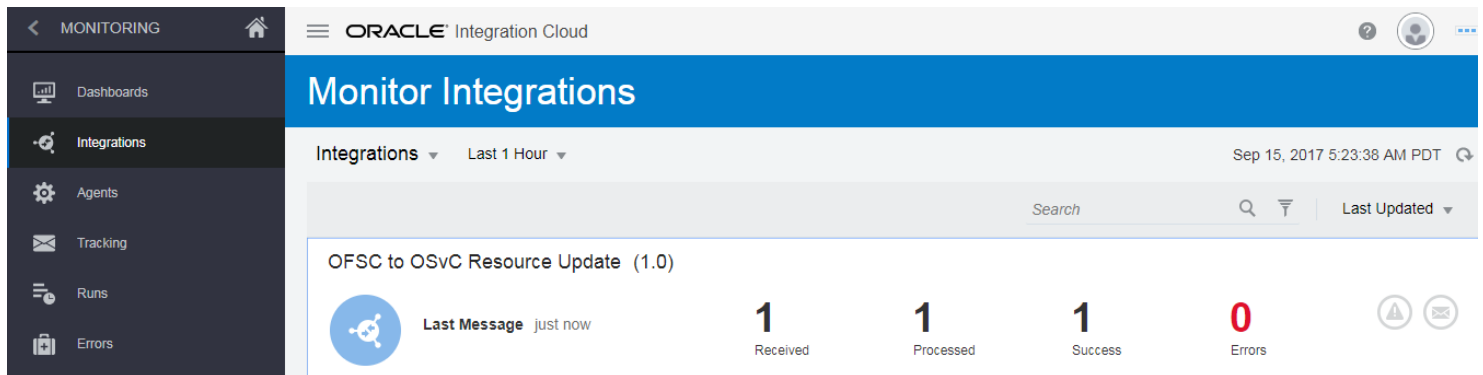 MONITORING
ORACLE Integration Cloud
Dashboards
Monitor Integrations
Integrations
Integrations Last 1 Hour Sep 15, 2017 5:23:38 AM PDT
Agents
Search Last Updated
Tracking
OFSC to OSvC Resource Update (1.0)
Runs
Last Message just now 1 1 1 0
Received Processed Success Errors
Errors